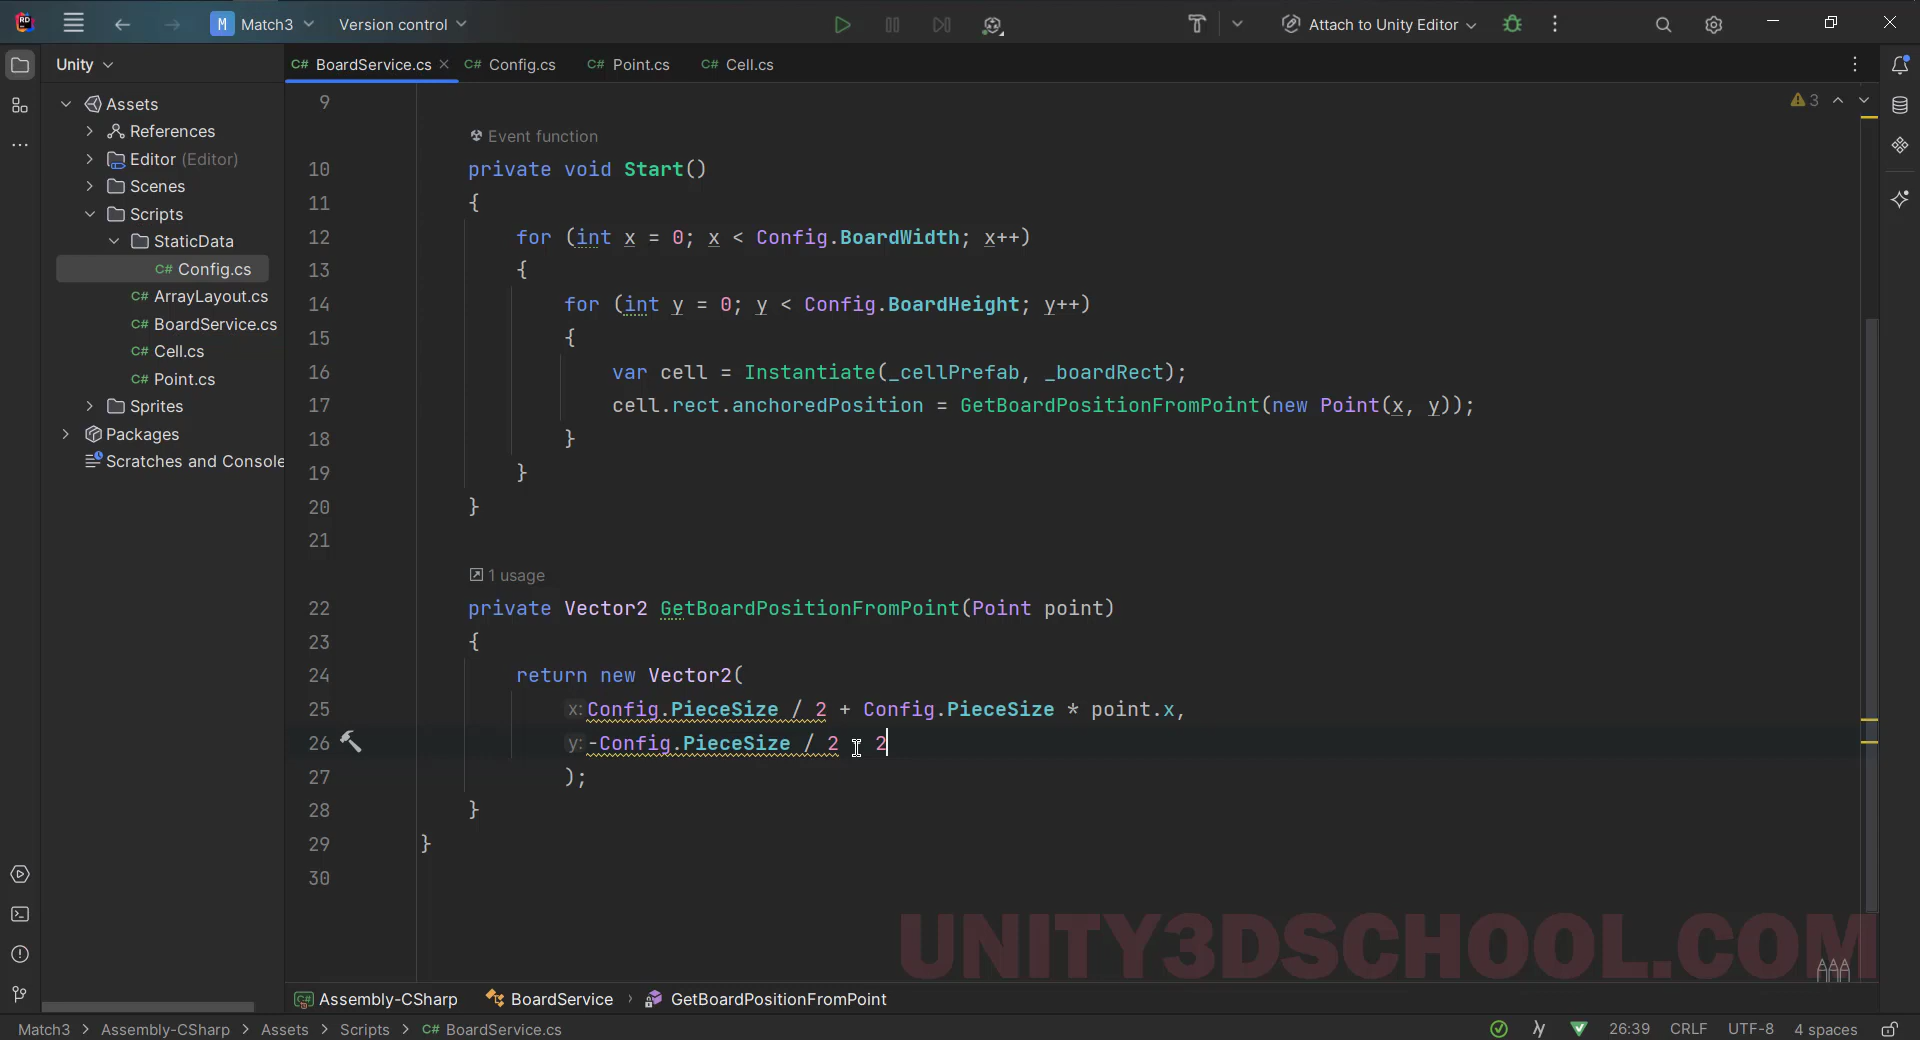 Match3
Version control
Attach to Unity Editor
Unity
C# BoardService.cs
C# Config.cs
C# Point.cs
C# Cell.cs
Assets
References
Editor (Editor)
Scenes
Scripts
StaticData
C# Config.cs
C# ArrayLayout.cs
C# BoardService.cs
C# Cell.cs
C# Point.cs
Sprites
Packages
Scratches and Console
3
9
Event function
10 private void Start()
11 {
12 for (int x = 0; x < Config.BoardWidth; x++)
13 {
14 for (int y = 0; y < Config.BoardHeight; y++)
15 {
16 var cell = Instantiate(_cellPrefab, _boardRect);
17 cell.rect.anchoredPosition = GetBoardPositionFromPoint(new Point(x, y));
18 }
19 }
20 }
21
1 usage
22 private Vector2 GetBoardPositionFromPoint(Point point)
23 {
24 return new Vector2(
25 x: Config.PieceSize / 2 + Config.PieceSize * point.x,
26 y: -Config.PieceSize / 2 2
27 );
28 }
29 }
30
UNITY3DSCHOOL.COM
Assembly-CSharp
BoardService
GetBoardPositionFromPoint
Match3 > Assembly-CSharp > Assets > Scripts > C# BoardService.cs
26:39
CRLF
UTF-8
4 spaces